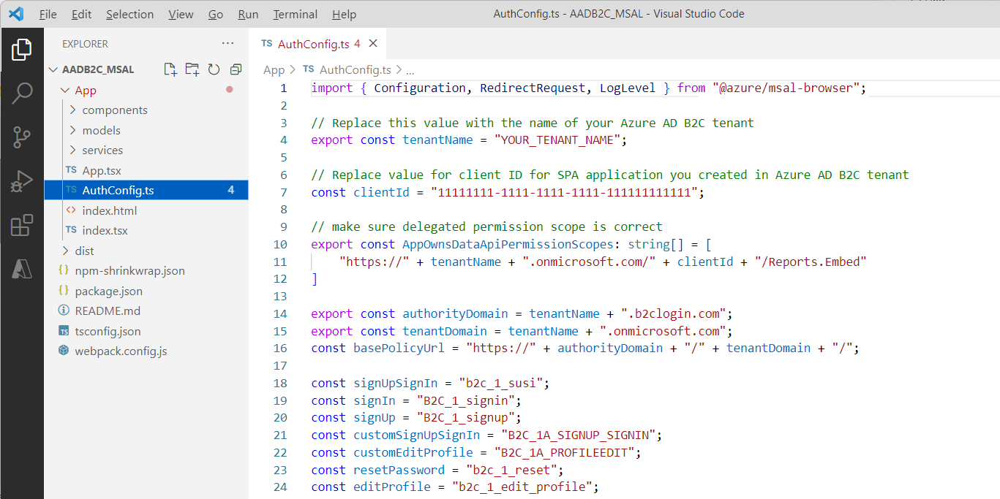 File Edit Selection View Go Run Terminal Help AuthConfig.ts - AADB2C_MSAL - Visual Studio Code
EXPLORER ...
AADB2C_MSAL
App
components
models
services
TS App.tsx
TS AuthConfig.ts 4
<> index.html
TS index.tsx
dist
{} npm-shrinkwrap.json
{} package.json
README.md
TS tsconfig.json
webpack.config.js
TS AuthConfig.ts 4
App > TS AuthConfig.ts > ...
1 import { Configuration, RedirectRequest, LogLevel } from "@azure/msal-browser";
2
3 // Replace this value with the name of your Azure AD B2C tenant
4 export const tenantName = "YOUR_TENANT_NAME";
5
6 // Replace value for client ID for SPA application you created in Azure AD B2C tenant
7 const clientId = "11111111-1111-1111-1111-111111111111";
8
9 // make sure delegated permission scope is correct
10 export const AppOwnsDataApiPermissionScopes: string[] = [
11 "https://" + tenantName + ".onmicrosoft.com/" + clientId + "/Reports.Embed"
12 ]
13
14 export const authorityDomain = tenantName + ".b2clogin.com";
15 export const tenantDomain = tenantName + ".onmicrosoft.com";
16 const basePolicyUrl = "https://" + authorityDomain + "/" + tenantDomain + "/";
17
18 const signUpSignIn = "b2c_1_susi";
19 const signIn = "B2C_1_signin";
20 const signUp = "B2C_1_signup";
21 const customSignUpSignIn = "B2C_1A_SIGNUP_SIGNIN";
22 const customEditProfile = "B2C_1A_PROFILEEDIT";
23 const resetPassword = "b2c_1_reset";
24 const editProfile = "b2c_1_edit_profile";